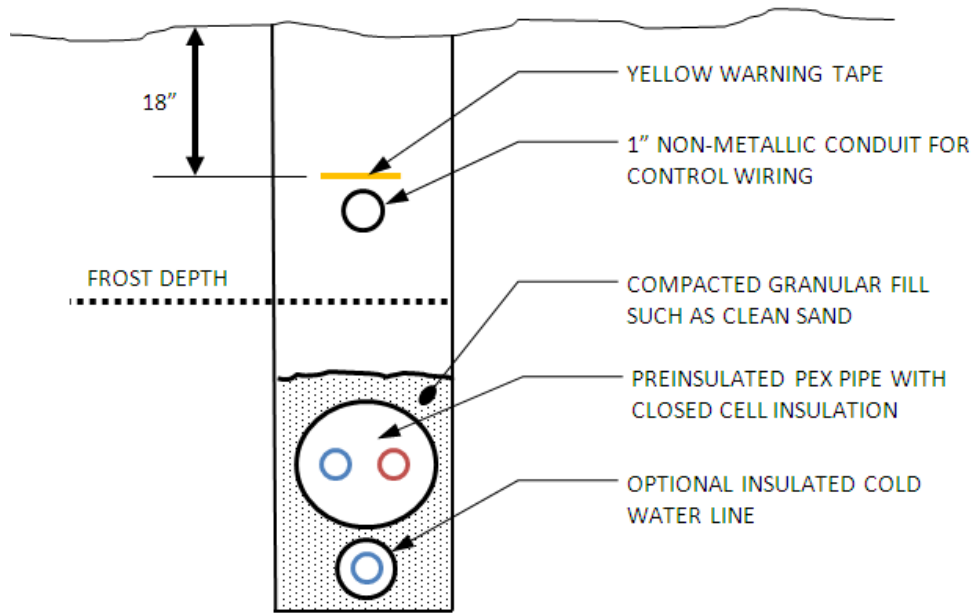 YELLOW WARNING TAPE
18"
1" NON-METALLIC CONDUIT FOR
CONTROL WIRING
FROST DEPTH
COMPACTED GRANULAR FILL
SUCH AS CLEAN SAND
PREINSULATED PEX PIPE WITH
CLOSED CELL INSULATION
OPTIONAL INSULATED COLD
WATER LINE